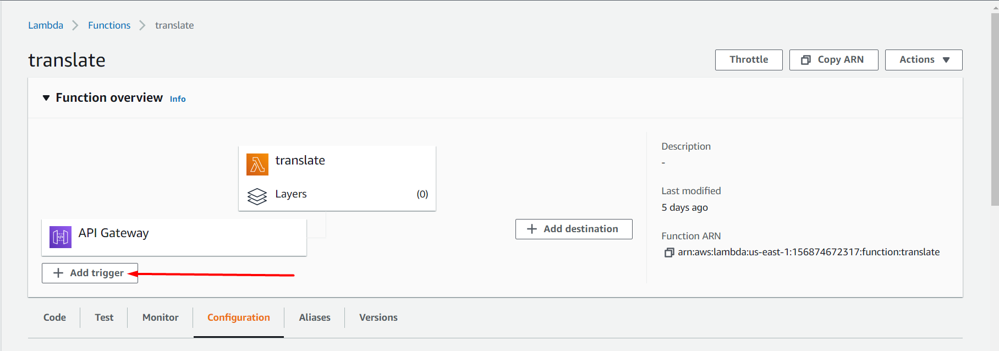 Lambda > Functions > translate
translate
Throttle
Copy ARN
Actions
Function overview Info
translate
Layers (0)
API Gateway
+ Add trigger
+ Add destination
Description
-
Last modified
5 days ago
Function ARN
arn:aws:lambda:us-east-1:156874672317:function:translate
Code
Test
Monitor
Configuration
Aliases
Versions